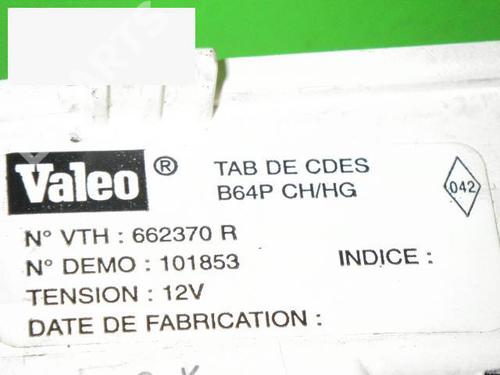 Valeo ® TAB DE CDES
B64P CH/HG
042
N° VTH : 662370 R
N° DEMO : 101853 INDICE :
TENSION : 12V
DATE DE FABRICATION :